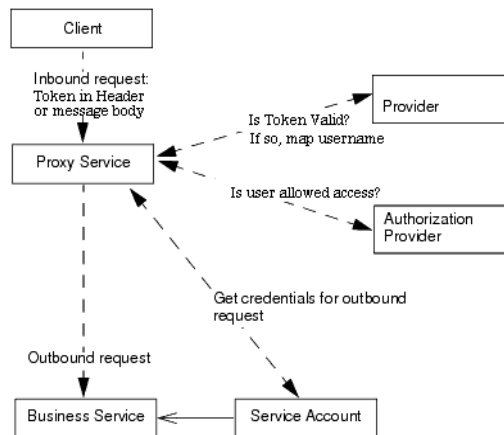 Client
Inbound request:
Token in Header
or message body
Is Token Valid?
If so, map username
Provider
Proxy Service
Is user allowed access?
Authorization
Provider
Get credentials for outbound
request
Outbound request
Business Service
Service Account